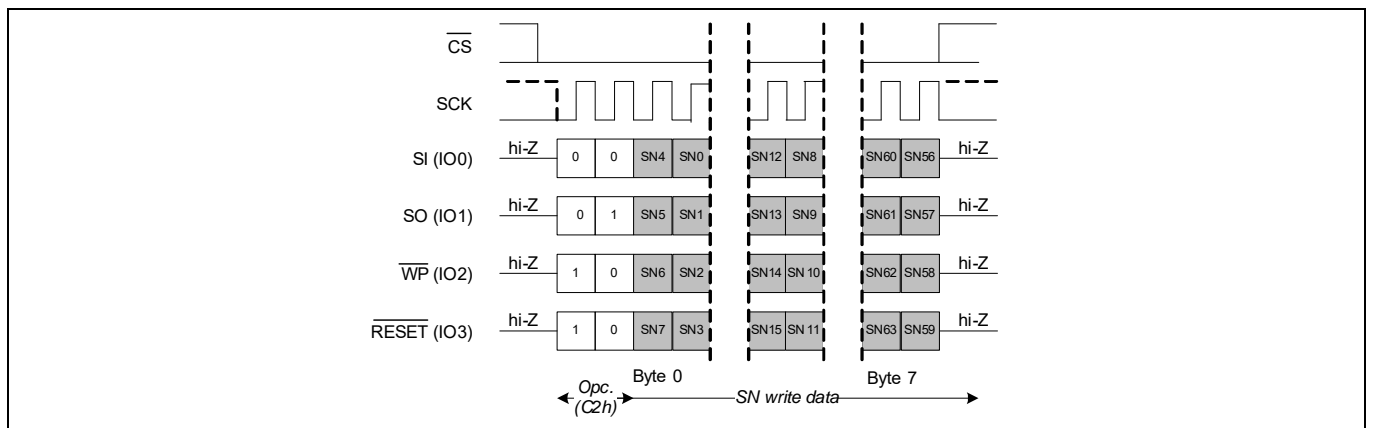 CS
SCK
SI (IO0) hi-Z 0 0 SN4 SN0 SN12 SN8 SN60 SN56 hi-Z
SO (IO1) hi-Z 0 1 SN5 SN1 SN13 SN9 SN61 SN57 hi-Z
WP (IO2) hi-Z 1 0 SN6 SN2 SN14 SN 10 SN62 SN58 hi-Z
RESET (IO3) hi-Z 1 0 SN7 SN3 SN15 SN 11 SN63 SN59 hi-Z
Byte 0 Byte 7
Opc. SN write data
(C2h)